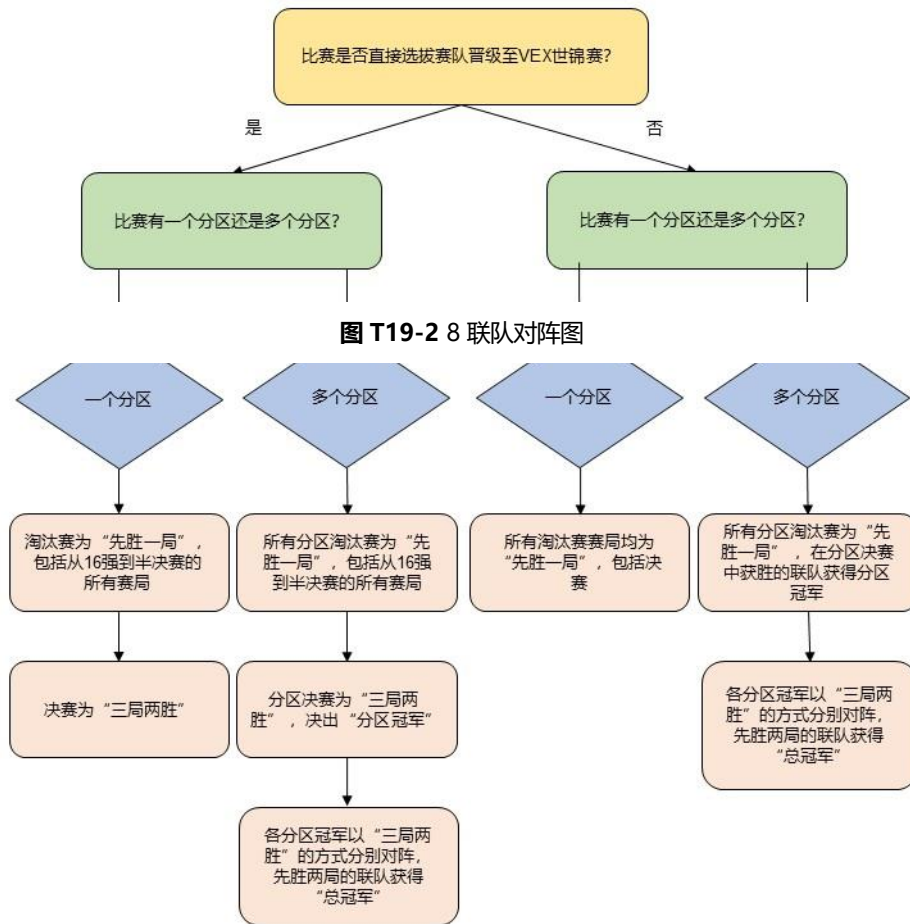 比赛是否直接选拔赛队晋级至VEX世锦赛？
是
否
比赛有一个分区还是多个分区？
比赛有一个分区还是多个分区？
图 T19-2 8 联队对阵图
一个分区
多个分区
一个分区
多个分区
淘汰赛为“先胜一局”，
包括从16强到半决赛的
所有赛局
所有分区淘汰赛为“先
胜一局”，包括从16强
到半决赛的所有赛局
所有淘汰赛赛局均为
“先胜一局”，包括决
赛
所有分区淘汰赛为“先
胜一局”，在分区决赛
中获胜的联队获得分区
冠军
决赛为“三局两胜”
分区决赛为“三局两
胜”，决出“分区冠军”
各分区冠军以“三局两
胜”的方式分别对阵，
先胜两局的联队获得
“总冠军”
各分区冠军以“三局两
胜”的方式分别对阵，
先胜两局的联队获得
“总冠军”